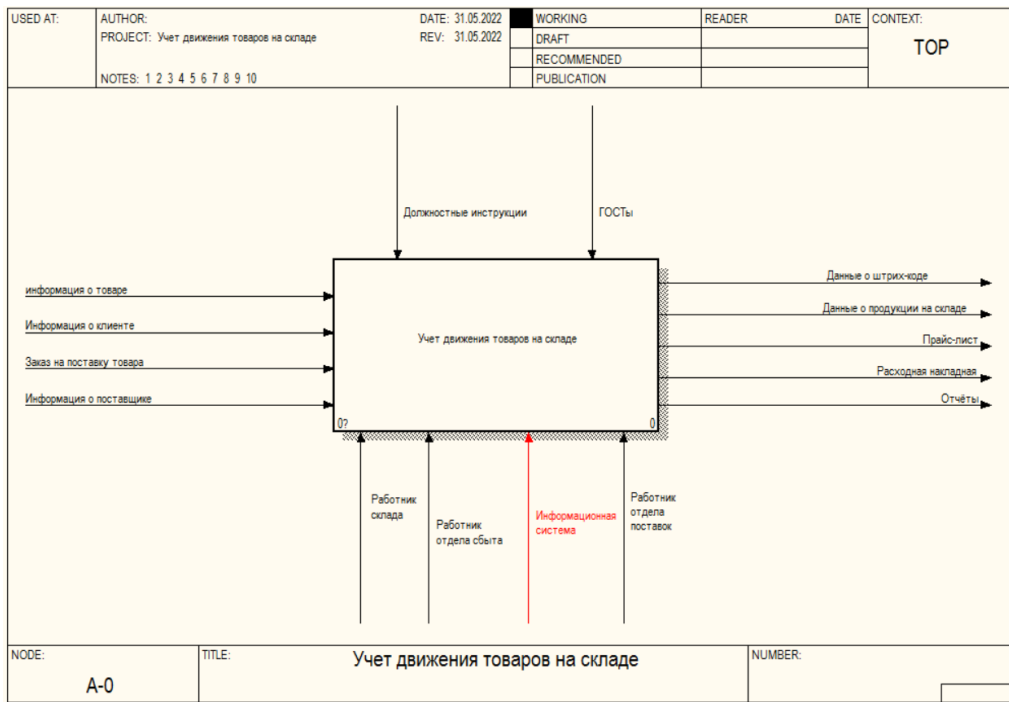 USED AT:
AUTHOR:
DATE: 31.05.2022
PROJECT: Учет движения товаров на складе
REV: 31.05.2022
NOTES: 1 2 3 4 5 6 7 8 9 10
WORKING
DRAFT
RECOMMENDED
PUBLICATION
READER
DATE
CONTEXT:
TOP
Должностные инструкции
ГОСТы
информация о товаре
Информация о клиенте
Заказ на поставку товара
Информация о поставщике
Учет движения товаров на складе
0?
0
Данные о штрих-коде
Данные о продукции на складе
Прайс-лист
Расходная накладная
Отчёты
Работник
склада
Работник
отдела сбыта
Информационная
система
Работник
отдела
поставок
NODE:
A-0
TITLE:
Учет движения товаров на складе
NUMBER: